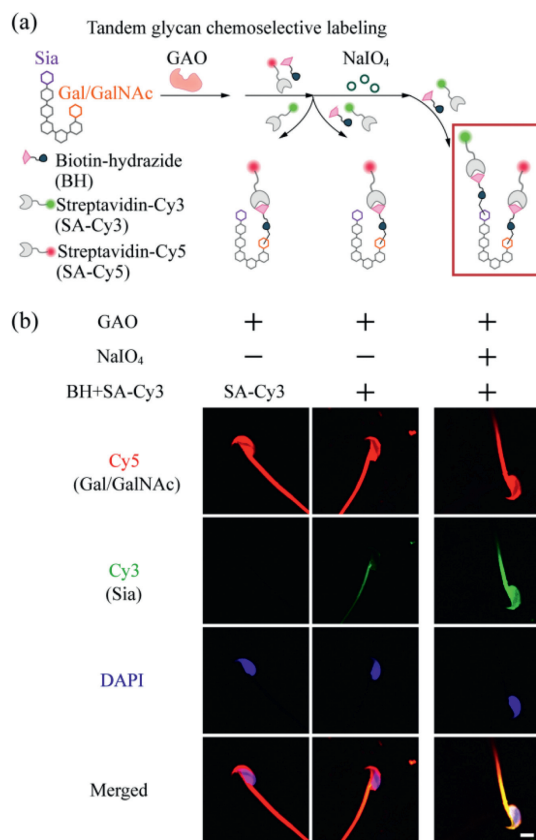 (a) Tandem glycan chemoselective labeling
Sia
GAO
NaIO₄
Gal/GalNAc
Biotin-hydrazide
(BH)
Streptavidin-Cy3
(SA-Cy3)
Streptavidin-Cy5
(SA-Cy5)
(b)
GAO + + +
NaIO₄ − − +
BH+SA-Cy3 SA-Cy3 + +
Cy5
(Gal/GalNAc)
Cy3
(Sia)
DAPI
Merged